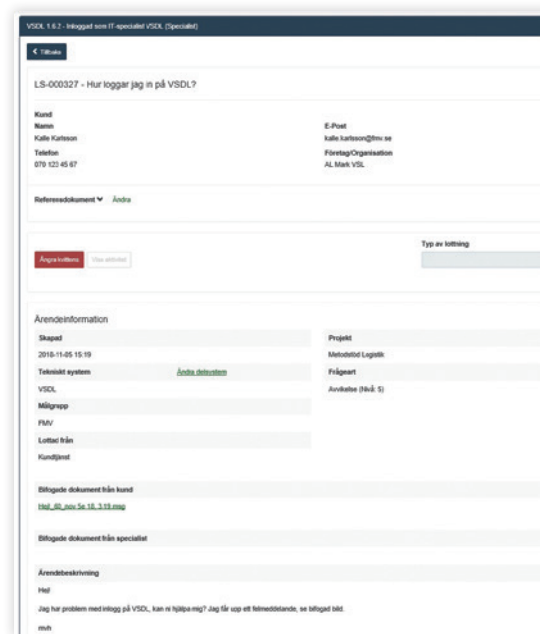 VSDL 1.6.2 - Inloggad som IT-specialist VSDL (Specialist)
Tillbaka
LS-000327 - Hur loggar jag in på VSDL?
Kund
Namn
E-Post
Kalle Karlsson
kalle.karlsson@fmv.se
Telefon
Företag/Organisation
070 123 45 67
AL Mark VSL
Referensdokument
Ändra
Typ av lottning
Ångra kvittens
Visa aktivitet
Ärendeinformation
Skapad
Projekt
2018-11-05 15:19
Metodstöd Logistik
Tekniskt system
Ändra delsystem
Frågeart
VSDL
Avvikelse (Nivå: 5)
Målgrupp
FMV
Lottad från
Kundtjänst
Bifogade dokument från kund
Bifogade dokument från specialist
Ärendebeskrivning
Hej!
Jag har problem med inlogg på VSDL, kan ni hjälpa mig? Jag får upp ett felmeddelande, se bifogad bild.
mvh